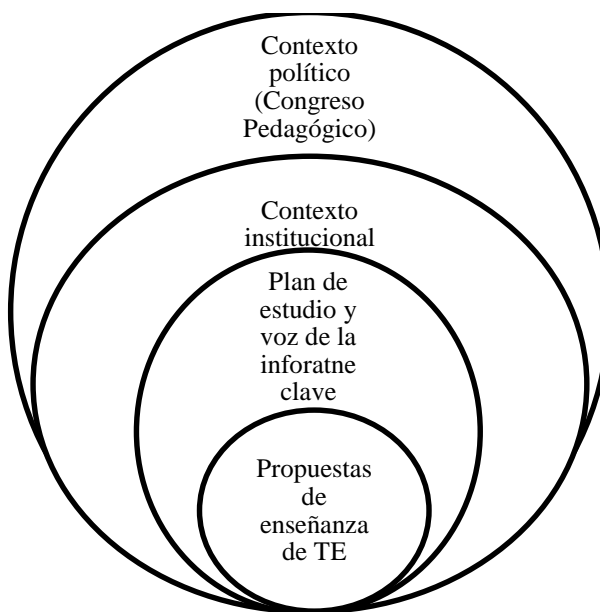 Contexto
político
(Congreso
Pedagógico)
Contexto
institucional
Plan de
estudio y
voz de la
inforatne
clave
Propuestas
de
enseñanza
de TE